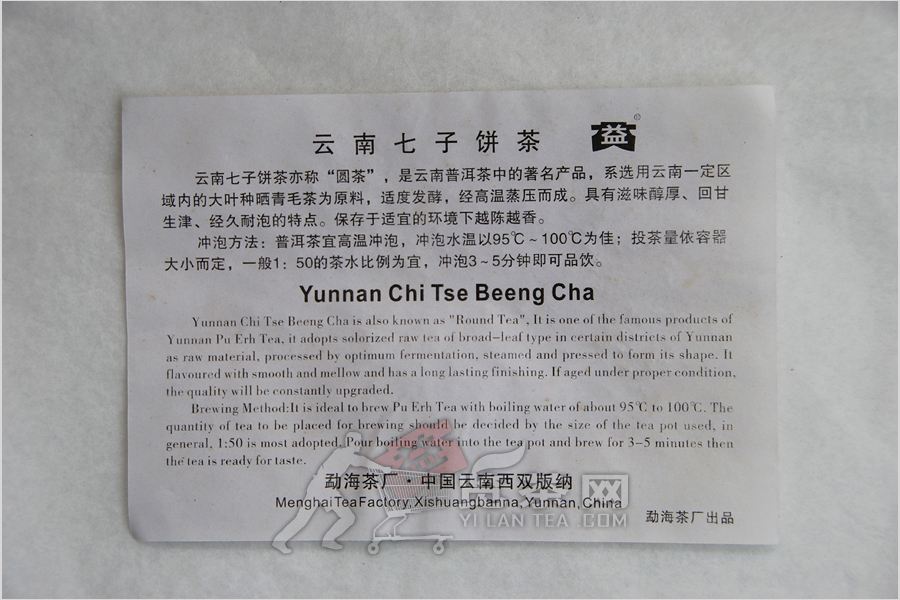 云南七子饼茶 益®
云南七子饼茶亦称“圆茶”，是云南普洱茶中的著名产品，系选用云南一定区
域内的大叶种晒青毛茶为原料，适度发酵，经高温蒸压而成。具有滋味醇厚、回甘
生津、经久耐泡的特点。保存于适宜的环境下越陈越香。
冲泡方法：普洱茶宜高温冲泡，冲泡水温以95℃~100℃为佳；投茶量依容器
大小而定，一般1：50的茶水比例为宜，冲泡3~5分钟即可品饮。
Yunnan Chi Tse Beeng Cha
Yunnan Chi Tse Beeng Cha is also known as "Round Tea", It is one of the famous products of
Yunnan Pu Erh Tea, it adopts solorized raw tea of broad-leaf type in certain districts of Yunnan
as raw material, processed by optimum fermentation, steamed and pressed to form its shape. It
flavoured with smooth and mellow and has a long lasting finishing. If aged under proper condition,
the quality will be constantly upgraded.
Brewing Method:It is ideal to brew Pu Erh Tea with boiling water of about 95℃ to 100℃. The
quantity of tea to be placed for brewing should be decided by the size of the tea pot used, in
general, 1:50 is most adopted. Pour boiling water into the tea pot and brew for 3-5 minutes then
the tea is ready for taste.
勐海茶厂·中国云南西双版纳
Menghai Tea Factory, Xishuangbanna, Yunnan, China
网
YI LAN TEA .COM
勐海茶厂出品